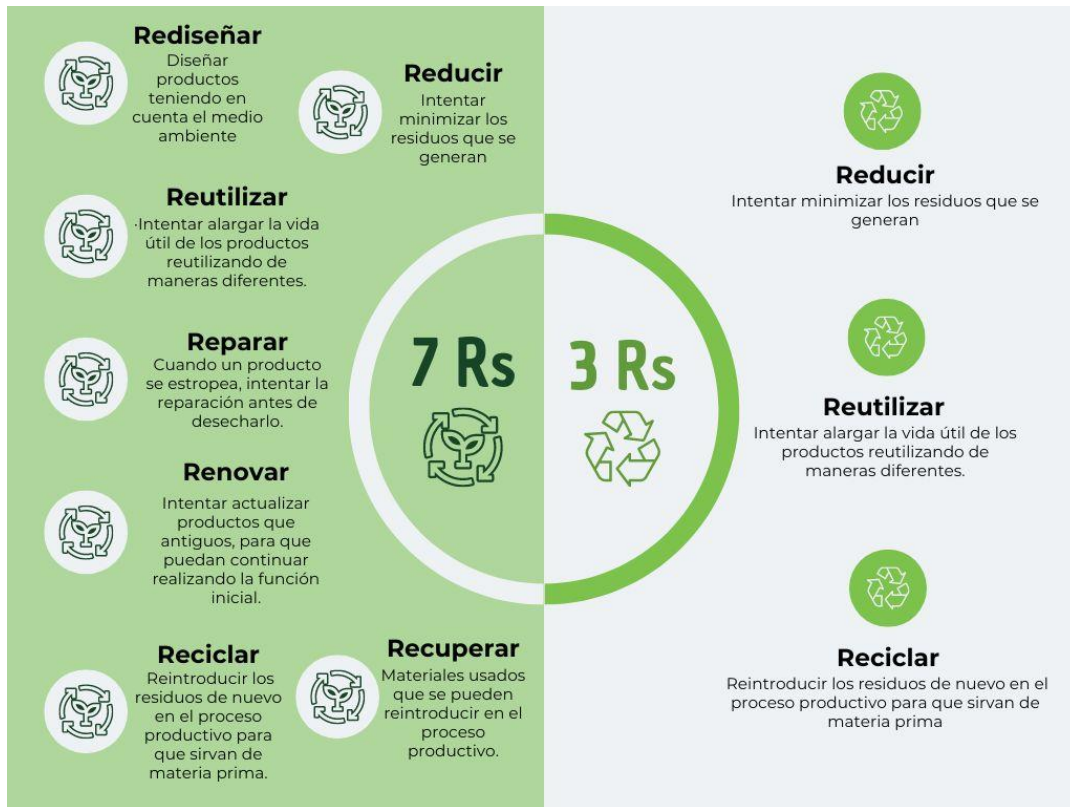 Rediseñar
Diseñar
productos
teniendo en
cuenta el medio
ambiente
Reducir
Intentar
minimizar los
residuos que se
generan
Reutilizar
·Intentar alargar la vida
útil de los productos
reutilizando de
maneras diferentes.
Reparar
Cuando un producto
se estropea, intentar la
reparación antes de
desecharlo.
Renovar
Intentar actualizar
productos que
antiguos, para que
puedan continuar
realizando la función
inicial.
Reciclar
Reintroducir los
residuos de nuevo
en el proceso
productivo para
que sirvan de
materia prima.
Recuperar
Materiales usados
que se pueden
reintroducir en el
proceso
productivo.
7 Rs
3 Rs
Reducir
Intentar minimizar los residuos que se
generan
Reutilizar
Intentar alargar la vida útil de los
productos reutilizando de
maneras diferentes.
Reciclar
Reintroducir los residuos de nuevo en el
proceso productivo para que sirvan de
materia prima